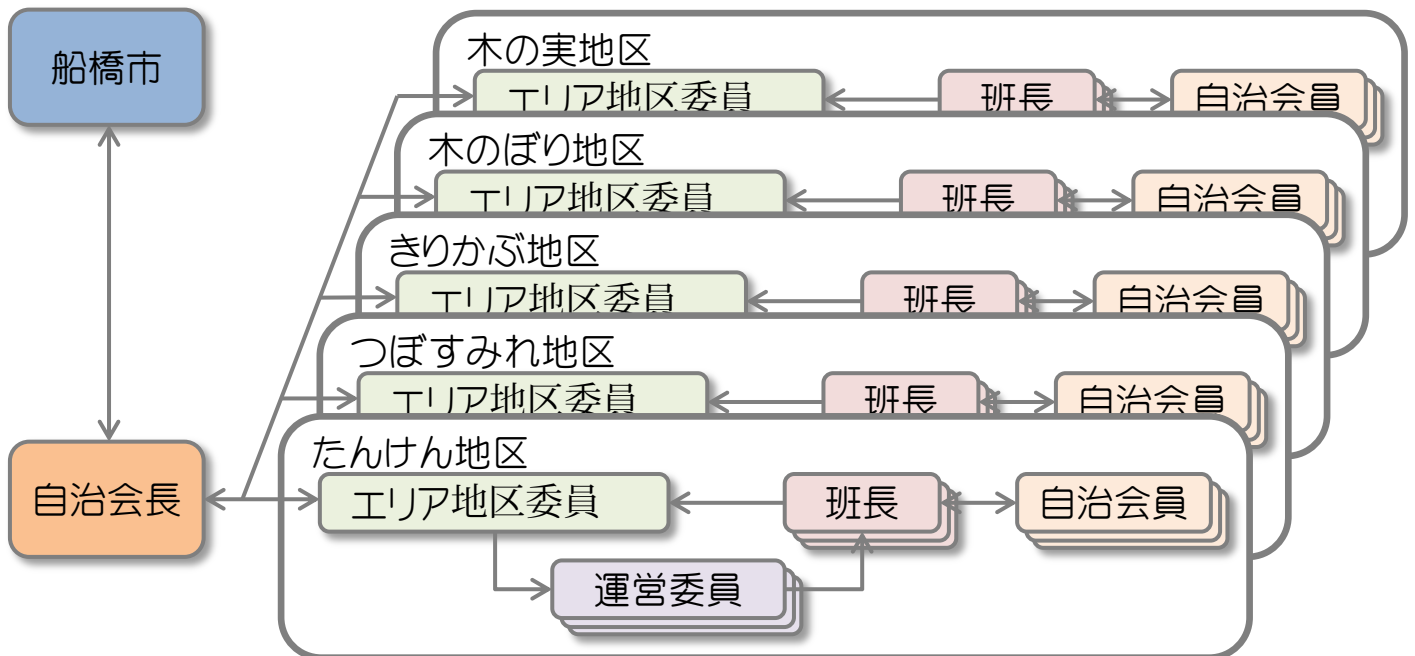 船橋市
自治会長
木の実地区
エリア地区委員
班長
自治会員
木のぼり地区
エリア地区委員
班長
自治会員
きりかぶ地区
エリア地区委員
班長
自治会員
つぼすみれ地区
エリア地区委員
班長
自治会員
たんけん地区
エリア地区委員
班長
自治会員
運営委員